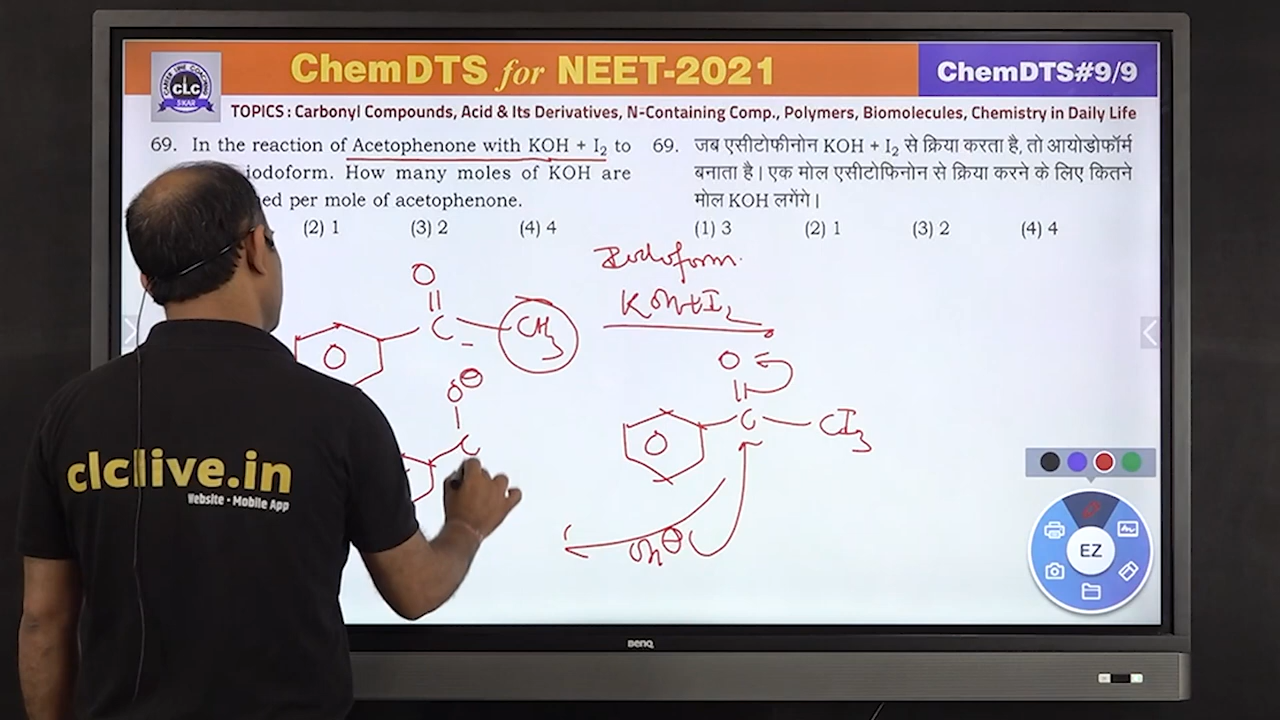 ChemDTS for NEET-2021
ChemDTS#9/9
CLC
SIKAR
TOPICS : Carbonyl Compounds, Acid & Its Derivatives, N-Containing Comp., Polymers, Biomolecules, Chemistry in Daily Life
69. In the reaction of Acetophenone with KOH + I2 to
iodoform. How many moles of KOH are
per mole of acetophenone.
(2) 1 (3) 2 (4) 4
69. जब एसीटोफीनोन KOH + I2 से क्रिया करता है, तो आयोडोफॉर्म
बनाता है। एक मोल एसीटोफिनोन से क्रिया करने के लिए कितने
मोल KOH लगेंगे।
(1) 3 (2) 1 (3) 2 (4) 4
Iodoform.
KOH+I2
O
C
CH3
O⊖
C
O
C
CI3
OH⊖
EZ
clclive.in
Website • Mobile App
BenQ